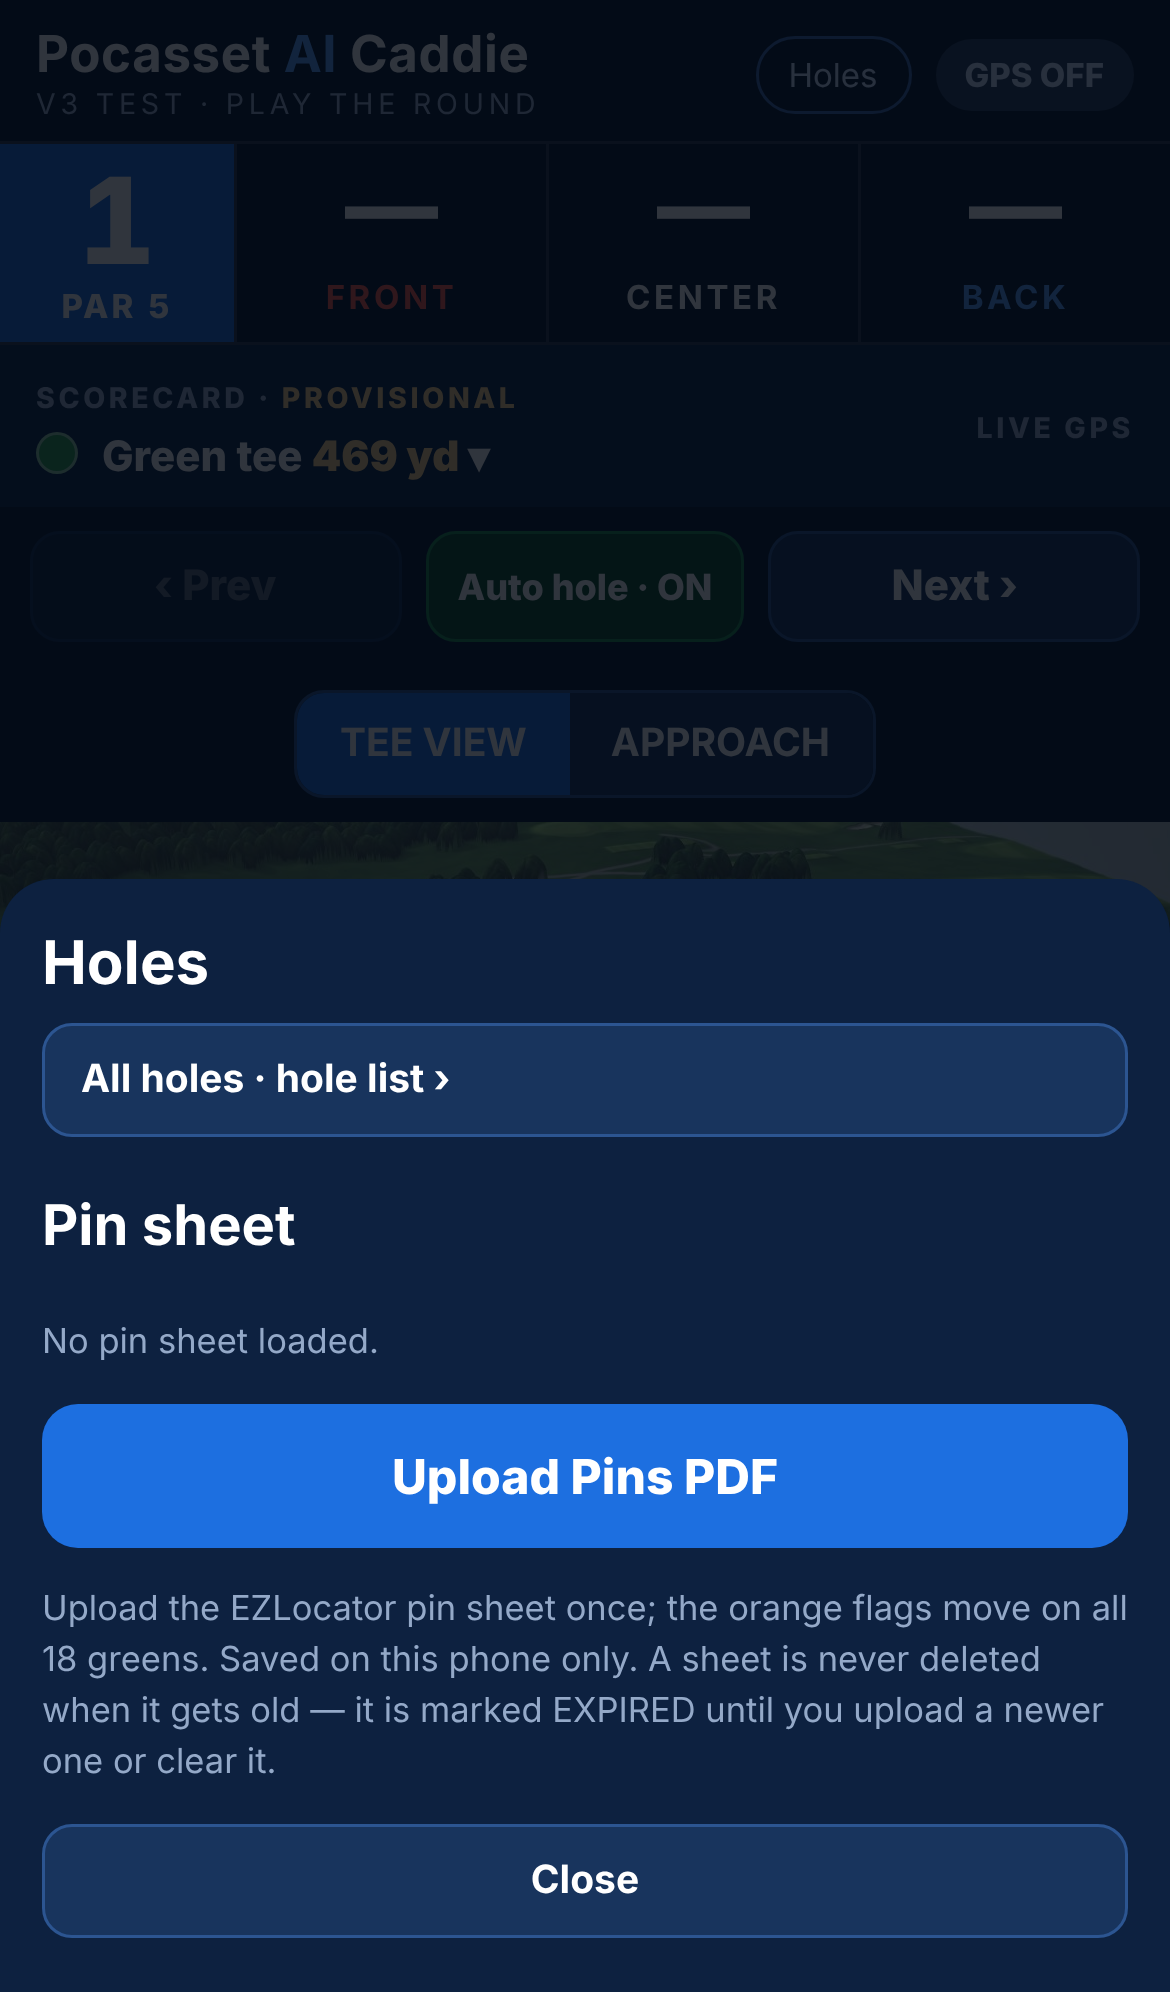 Pocasset AI Caddie
V3 TEST · PLAY THE ROUND
Holes
GPS OFF
1
PAR 5
—
FRONT
—
CENTER
—
BACK
SCORECARD · PROVISIONAL
Green tee 469 yd ▾
LIVE GPS
‹ Prev
Auto hole · ON
Next ›
TEE VIEW
APPROACH
Holes
All holes · hole list ›
Pin sheet
No pin sheet loaded.
Upload Pins PDF
Upload the EZLocator pin sheet once; the orange flags move on all
18 greens. Saved on this phone only. A sheet is never deleted
when it gets old — it is marked EXPIRED until you upload a newer
one or clear it.
Close